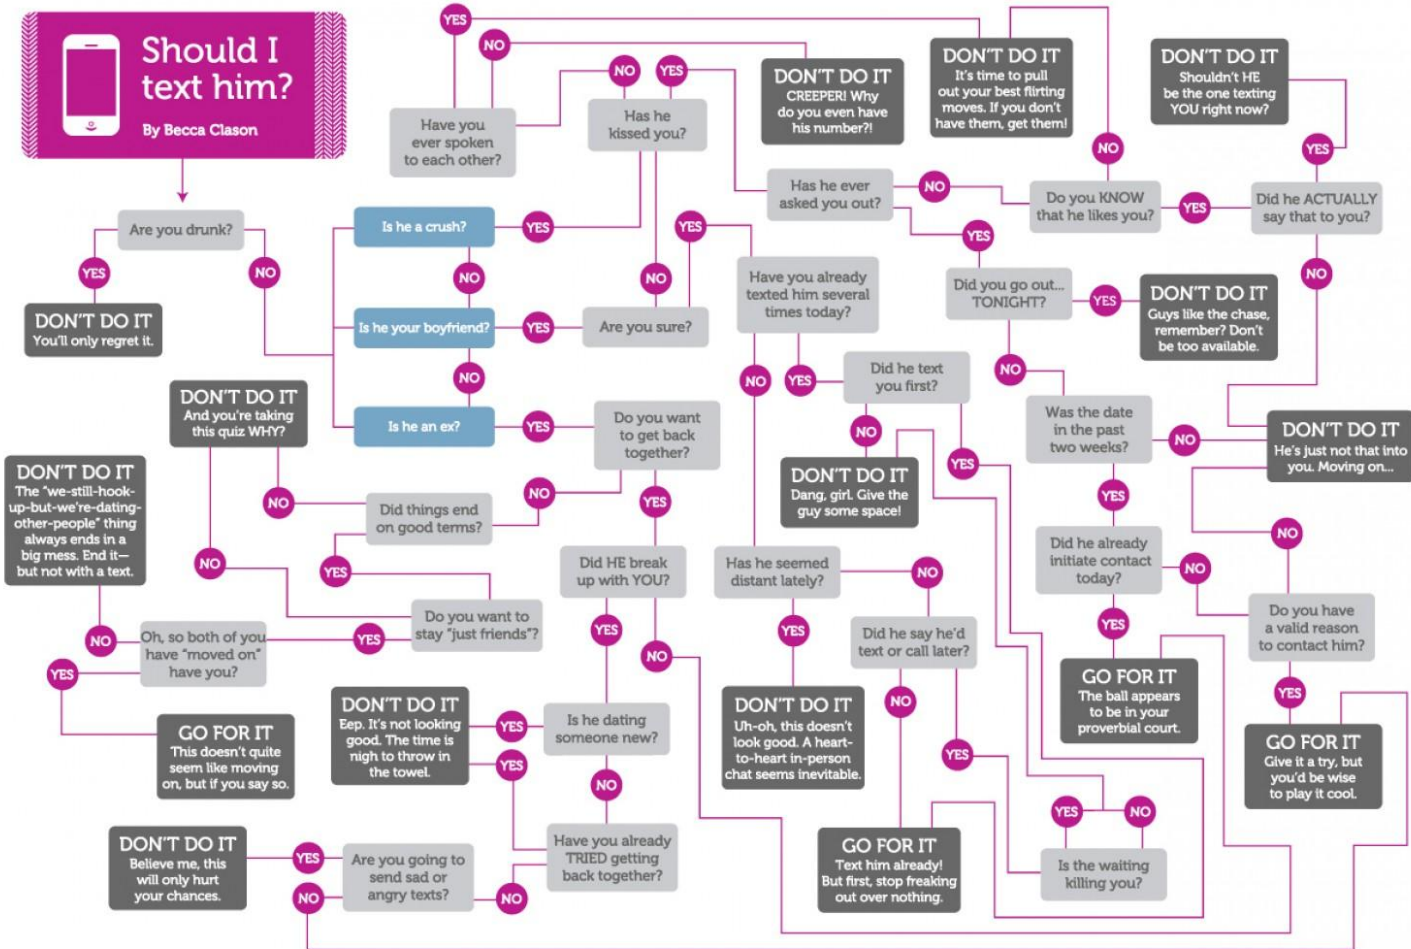 Should I
text him?
By Becca Clason
YES
NO
NO
YES
Have you
ever spoken
to each other?
Has he
kissed you?
DON'T DO IT
CREEPER! Why
do you even have
his number?!
DON'T DO IT
It's time to pull
out your best flirting
moves. If you don't
have them, get them!
DON'T DO IT
Shouldn't HE
be the one texting
YOU right now?
NO
YES
Has he ever
asked you out?
NO
Do you KNOW
that he likes you?
YES
Did he ACTUALLY
say that to you?
Are you drunk?
YES
NO
DON'T DO IT
You'll only regret it.
Is he a crush?
YES
NO
Is he your boyfriend?
YES
NO
Is he an ex?
YES
NO
Are you sure?
YES
Have you already
texted him several
times today?
YES
Did you go out...
TONIGHT?
YES
DON'T DO IT
Guys like the chase,
remember? Don't
be too available.
NO
NO
NO
YES
Did he text
you first?
NO
YES
DON'T DO IT
Dang, girl. Give the
guy some space!
Was the date
in the past
two weeks?
NO
DON'T DO IT
He's just not that into
you. Moving on...
YES
DON'T DO IT
And you're taking
this quiz WHY?
Do you want
to get back
together?
NO
YES
DON'T DO IT
The "we-still-hook-
up-but-we're-dating-
other-people" thing
always ends in a
big mess. End it—
but not with a text.
NO
Did things end
on good terms?
NO
YES
Did HE break
up with YOU?
Has he seemed
distant lately?
NO
Did he already
initiate contact
today?
NO
NO
Do you want to
stay "just friends"?
YES
Oh, so both of you
have "moved on"
have you?
NO
YES
YES
NO
YES
Did he say he'd
text or call later?
YES
Do you have
a valid reason
to contact him?
GO FOR IT
This doesn't quite
seem like moving
on, but if you say so.
DON'T DO IT
Eep. It's not looking
good. The time is
nigh to throw in
the towel.
YES
Is he dating
someone new?
DON'T DO IT
Uh-oh, this doesn't
look good. A heart-
to-heart in-person
chat seems inevitable.
NO
YES
GO FOR IT
The ball appears
to be in your
proverbial court.
YES
GO FOR IT
Give it a try, but
you'd be wise
to play it cool.
YES
NO
DON'T DO IT
Believe me, this
will only hurt
your chances.
YES
NO
Are you going to
send sad or
angry texts?
NO
Have you already
TRIED getting
back together?
GO FOR IT
Text him already!
But first, stop freaking
out over nothing.
YES
NO
Is the waiting
killing you?